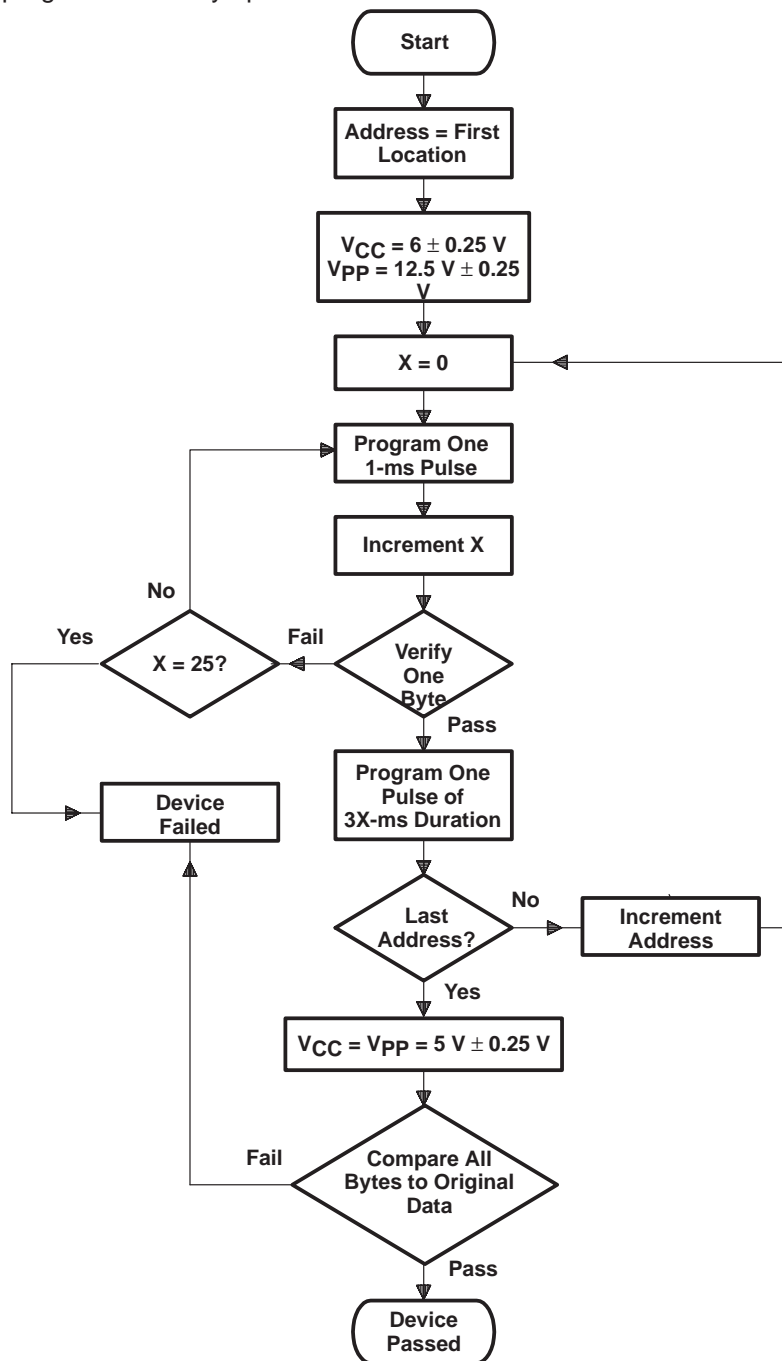 Start
Address = First
Location
VCC = 6 ± 0.25 V
VPP = 12.5 V ± 0.25
V
X = 0
Program One
1-ms Pulse
Increment X
No
Yes
X = 25?
Fail
Verify
One
Byte
Pass
Device
Failed
Program One
Pulse of
3X-ms Duration
Last
Address?
No
Increment
Address
Yes
VCC = VPP = 5 V ± 0.25 V
Fail
Compare All
Bytes to Original
Data
Pass
Device
Passed